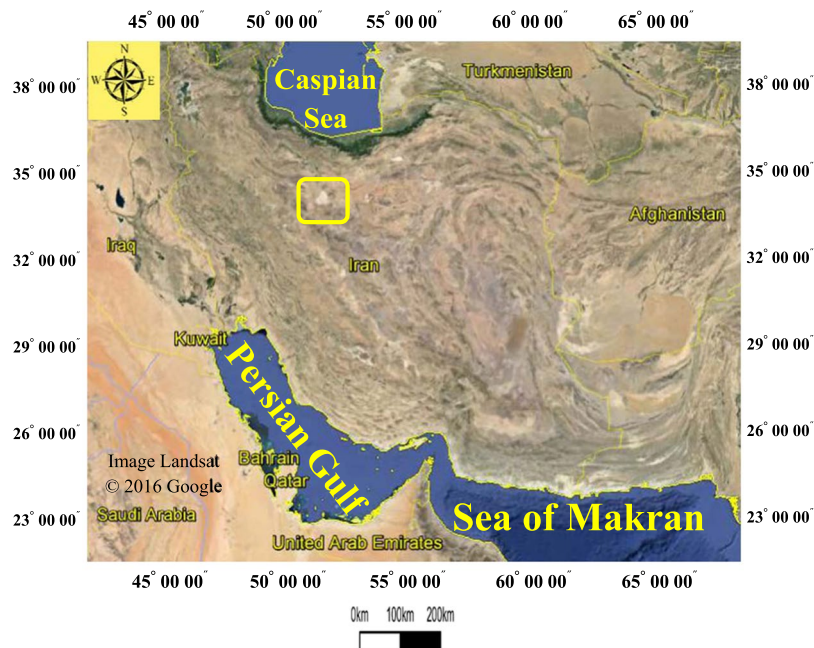 45° 00 00″ 50° 00 00″ 55° 00 00″ 60° 00 00″ 65° 00 00″
N
W E
S
Caspian
Sea
Turkmenistan
38° 00 00″ 38° 00 00″
35° 00 00″ 35° 00 00″
Afghanistan
Iraq
32° 00 00″ 32° 00 00″
Iran
Kuwait
29° 00 00″ 29° 00 00″
Persian Gulf
26° 00 00″ 26° 00 00″
Image Landsat
© 2016 Google
Bahrain
Qatar
Saudi Arabia
23° 00 00″ 23° 00 00″
Sea of Makran
United Arab Emirates
45° 00 00″ 50° 00 00″ 55° 00 00″ 60° 00 00″ 65° 00 00″
0km 100km 200km